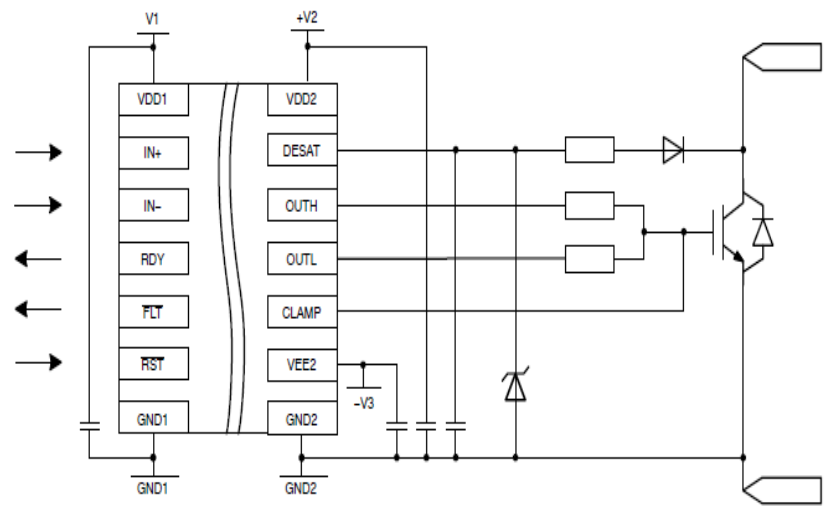 V1
+V2
VDD1
VDD2
IN+
DESAT
IN−
OUTH
RDY
OUTL
FLT
CLAMP
RST
VEE2
−V3
GND1
GND2
GND1
GND2